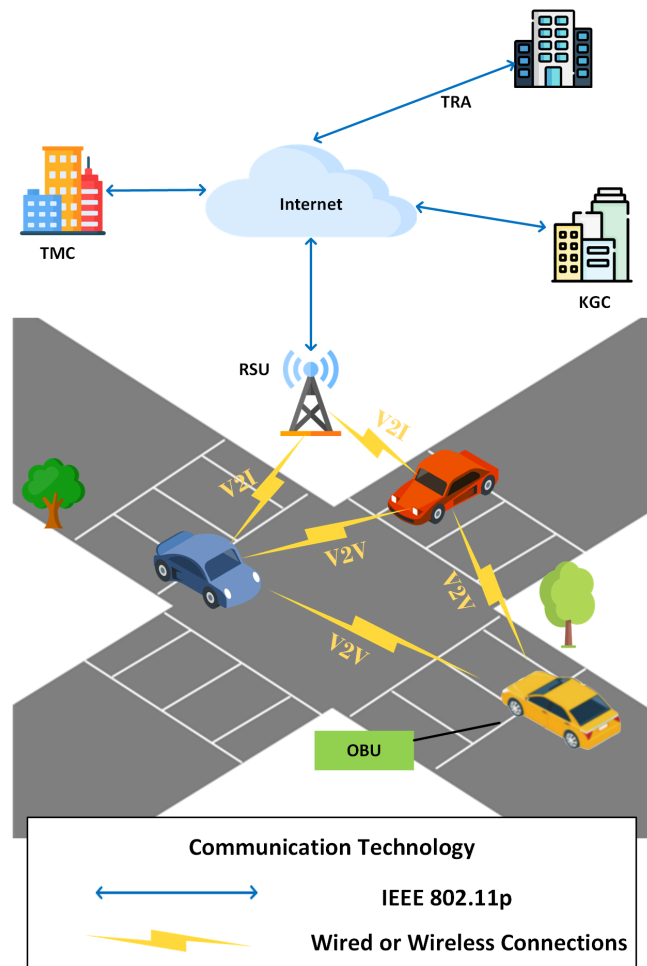 TRA
Internet
TMC
KGC
RSU
V2I
V2I
V2V
V2V
V2V
OBU
Communication Technology
IEEE 802.11p
Wired or Wireless Connections